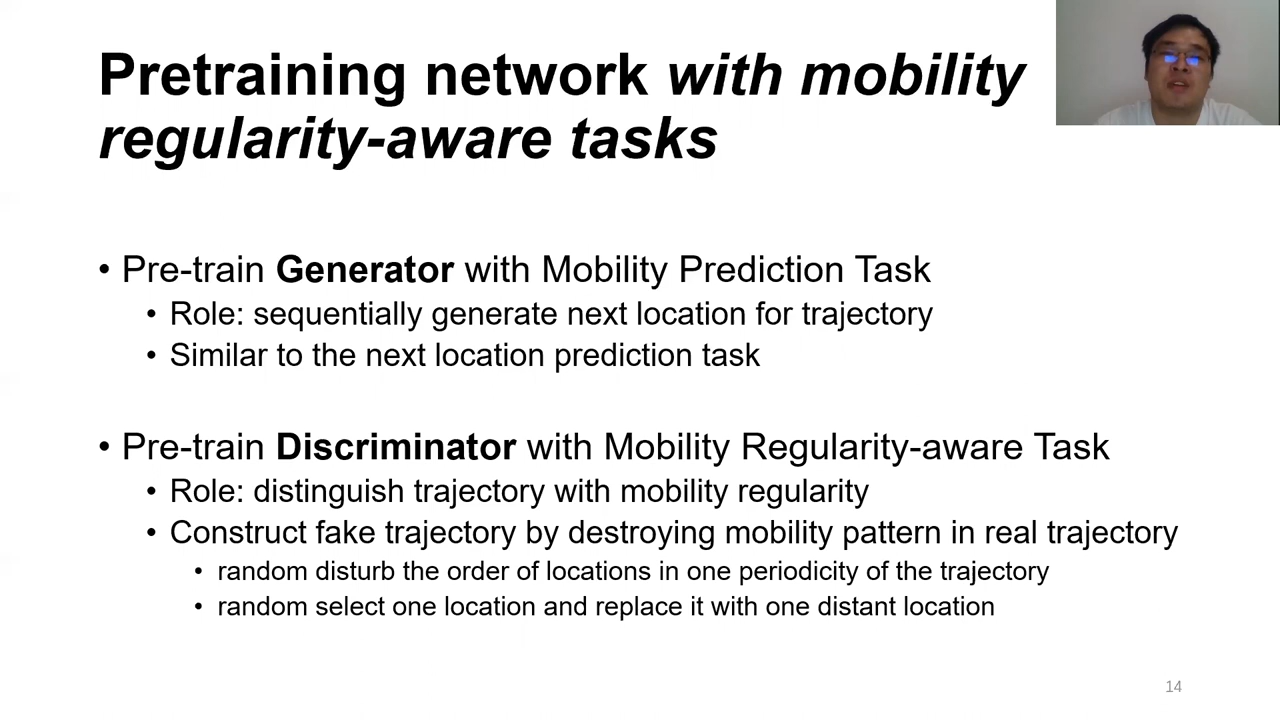 Pretraining network with mobility
regularity-aware tasks
• Pre-train Generator with Mobility Prediction Task
• Role: sequentially generate next location for trajectory
• Similar to the next location prediction task
• Pre-train Discriminator with Mobility Regularity-aware Task
• Role: distinguish trajectory with mobility regularity
• Construct fake trajectory by destroying mobility pattern in real trajectory
• random disturb the order of locations in one periodicity of the trajectory
• random select one location and replace it with one distant location
14